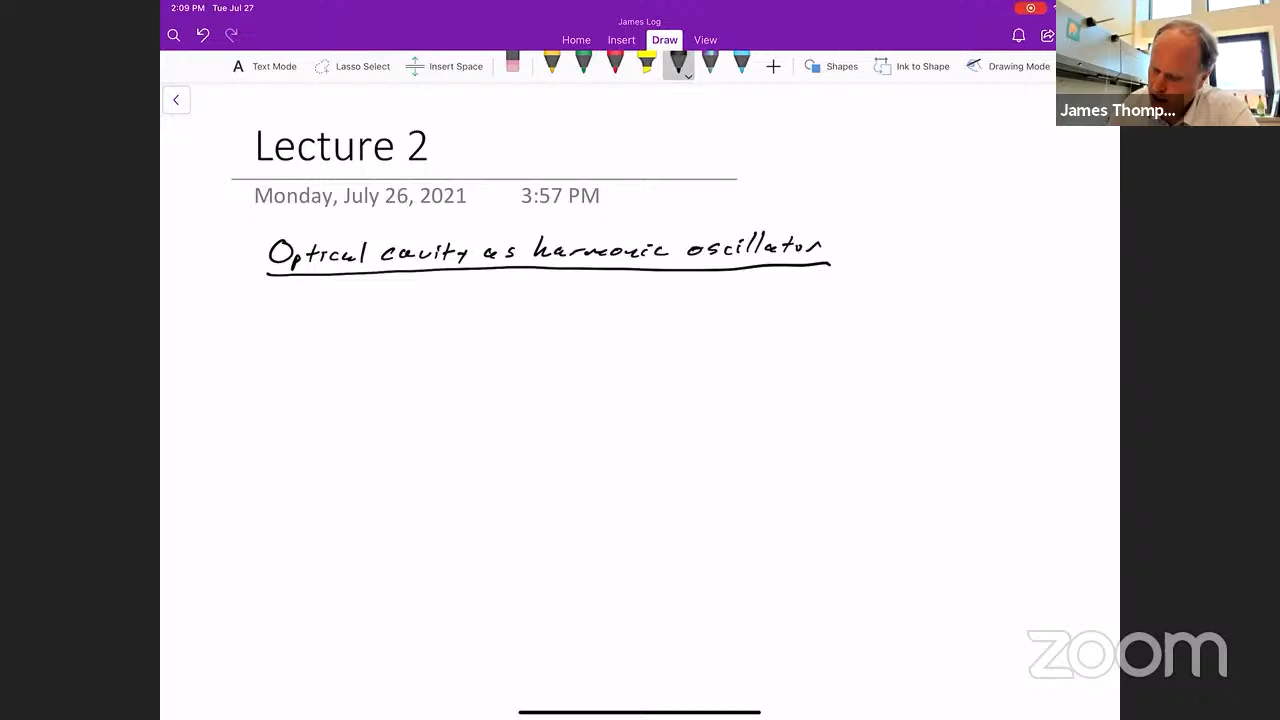 2:09 PM Tue Jul 27
James Log
Home Insert Draw View
A Text Mode Lasso Select Insert Space + Shapes Ink to Shape Drawing Mode
James Thomp...
Lecture 2
Monday, July 26, 2021 3:57 PM
Optical cavity as harmonic oscillator
zoom